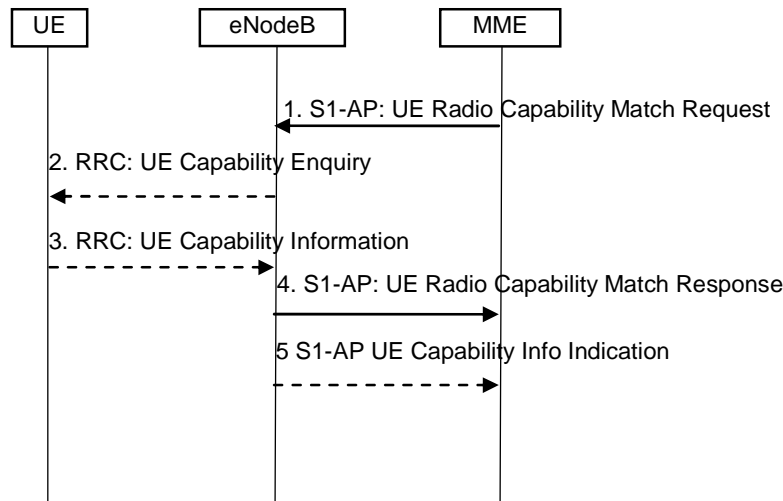 UE eNodeB MME
1. S1-AP: UE Radio Capability Match Request
2. RRC: UE Capability Enquiry
3. RRC: UE Capability Information
4. S1-AP: UE Radio Capability Match Response
5 S1-AP UE Capability Info Indication